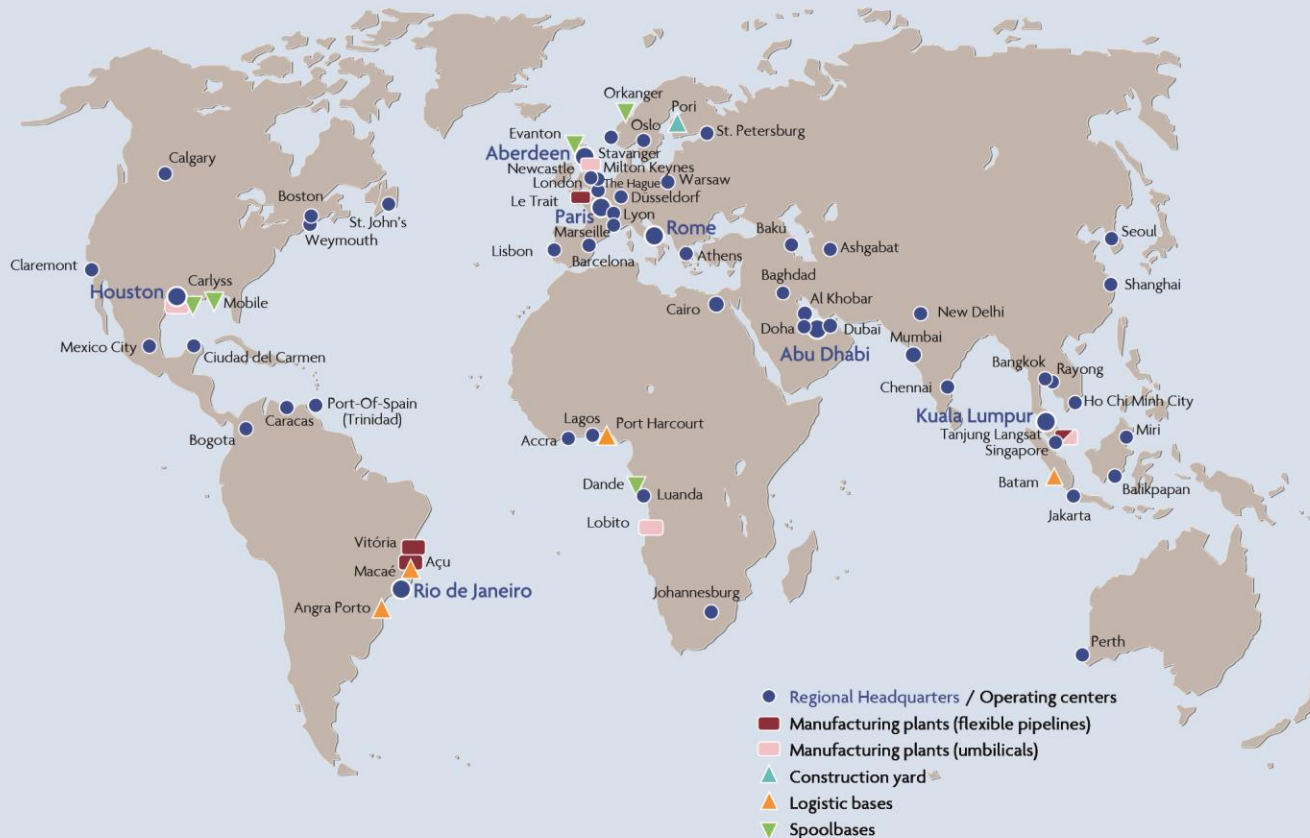 Orkanger
Pori
Evanton
Oslo
St. Petersburg
Aberdeen
Stavanger
Calgary
Newcastle
Milton Keynes
London
The Hague
Warsaw
Boston
Le Trait
Düsseldorf
St. John's
Paris
Lyon
Weymouth
Marseille
Rome
Baku
Seoul
Lisbon
Ashgabat
Claremont
Barcelona
Athens
Carlyss
Baghdad
Houston
Mobile
Shanghai
Al Khobar
Cairo
New Delhi
Doha
Dubai
Mexico City
Ciudad del Carmen
Abu Dhabi
Mumbai
Bangkok
Rayong
Chennai
Port-Of-Spain
(Trinidad)
Caracas
Ho Chi Minh City
Kuala Lumpur
Bogota
Lagos
Port Harcourt
Accra
Tanjung Langsat
Miri
Singapore
Dande
Luanda
Batam
Balikpapan
Jakarta
Lobito
Vitória
Açu
Macaé
Rio de Janeiro
Johannesburg
Angra Porto
Perth
Regional Headquarters / Operating centers
Manufacturing plants (flexible pipelines)
Manufacturing plants (umbilicals)
Construction yard
Logistic bases
Spoolbases